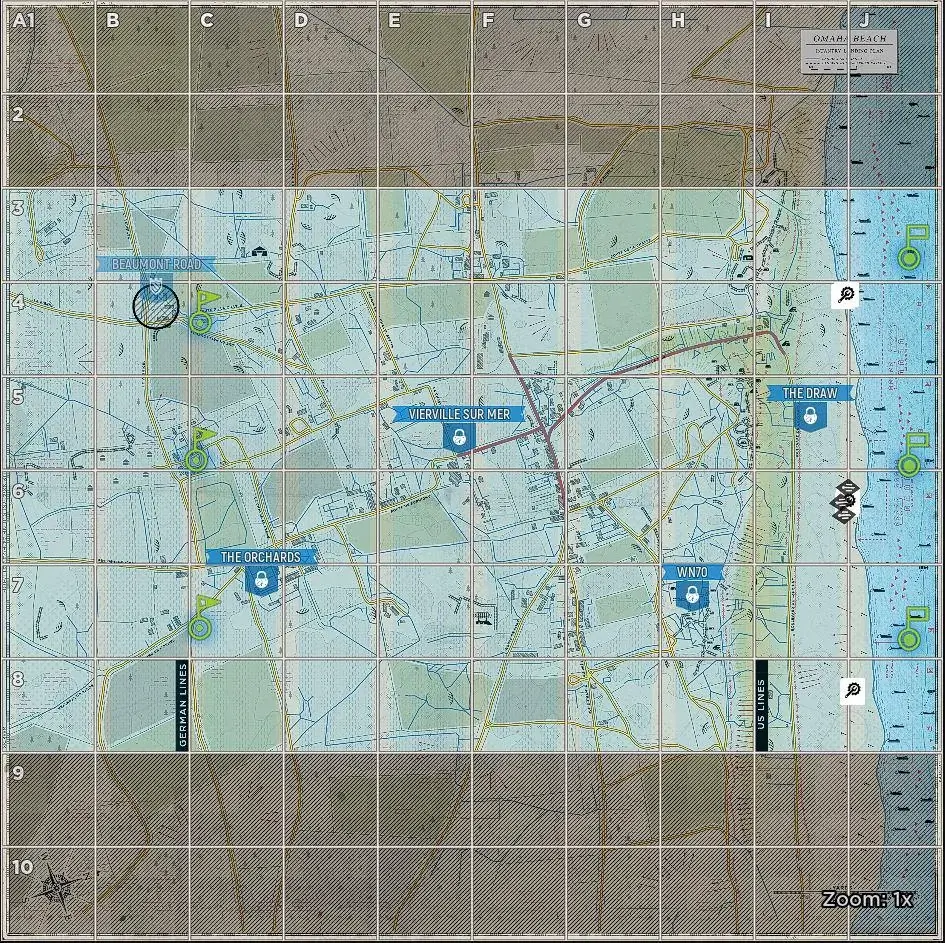 A1 B C D E F G H I J
OMAHA BEACH
INFANTRY LANDING PLAN
2
3
BEAUMONT ROAD
4
5
THE DRAW
VIERVILLE SUR MER
6
THE ORCHARDS
7
WN70
8
GERMAN LINES
US LINES
9
10
Zoom: 1x